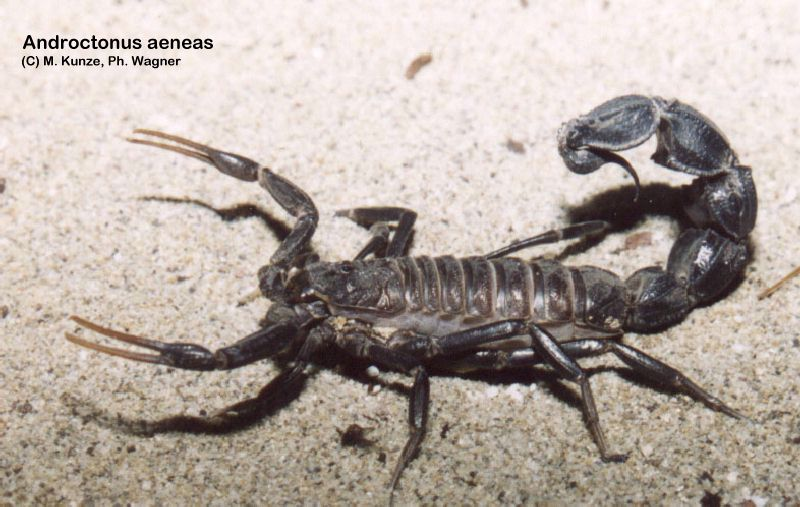 Androctonus aeneas
(C) M. Kunze, Ph. Wagner